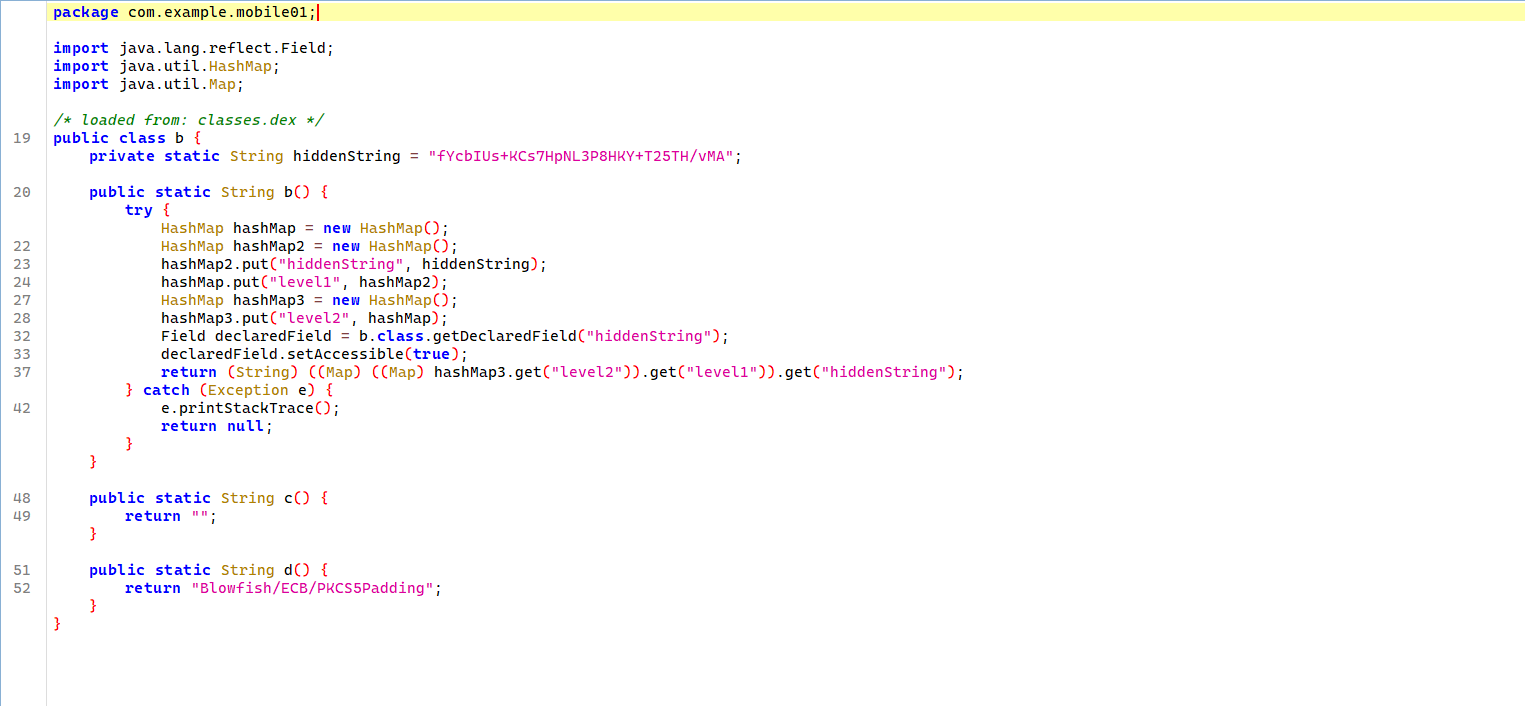 package com.example.mobile01;
import java.lang.reflect.Field;
import java.util.HashMap;
import java.util.Map;
/* loaded from: classes.dex */
19 public class b {
private static String hiddenString = "fYcbIUs+KCs7HpNL3P8HKY+T25TH/vMA";
20 public static String b() {
try {
HashMap hashMap = new HashMap();
22 HashMap hashMap2 = new HashMap();
23 hashMap2.put("hiddenString", hiddenString);
24 hashMap.put("level1", hashMap2);
27 HashMap hashMap3 = new HashMap();
28 hashMap3.put("level2", hashMap);
32 Field declaredField = b.class.getDeclaredField("hiddenString");
33 declaredField.setAccessible(true);
37 return (String) ((Map) ((Map) hashMap3.get("level2")).get("level1")).get("hiddenString");
} catch (Exception e) {
42 e.printStackTrace();
return null;
}
}
48 public static String c() {
49 return "";
}
51 public static String d() {
52 return "Blowfish/ECB/PKCS5Padding";
}
}